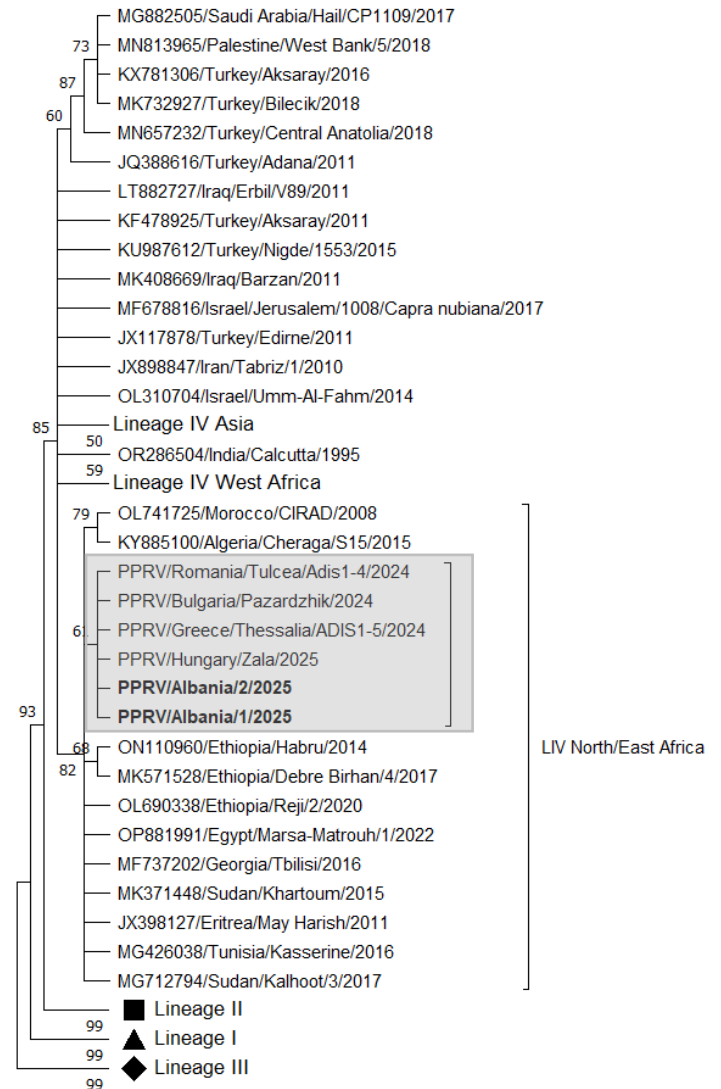 MG882505/Saudi Arabia/Hail/CP1109/2017
73
MN813965/Palestine/West Bank/5/2018
KX781306/Turkey/Aksaray/2016
87
MK732927/Turkey/Bilecik/2018
60
MN657232/Turkey/Central Anatolia/2018
JQ388616/Turkey/Adana/2011
LT882727/Iraq/Erbil/V89/2011
KF478925/Turkey/Aksaray/2011
KU987612/Turkey/Nigde/1553/2015
MK408669/Iraq/Barzan/2011
MF678816/Israel/Jerusalem/1008/Capra nubiana/2017
JX117878/Turkey/Edirne/2011
JX898847/Iran/Tabriz/1/2010
OL310704/Israel/Umm-Al-Fahm/2014
85
Lineage IV Asia
50
OR286504/India/Calcutta/1995
59
Lineage IV West Africa
79
OL741725/Morocco/CIRAD/2008
KY885100/Algeria/Cheraga/S15/2015
PPRV/Romania/Tulcea/Adis1-4/2024
PPRV/Bulgaria/Pazardzhik/2024
61
PPRV/Greece/Thessalia/ADIS1-5/2024
PPRV/Hungary/Zala/2025
PPRV/Albania/2/2025
93
PPRV/Albania/1/2025
68
ON110960/Ethiopia/Habru/2014
LIV North/East Africa
82
MK571528/Ethiopia/Debre Birhan/4/2017
OL690338/Ethiopia/Reji/2/2020
OP881991/Egypt/Marsa-Matrouh/1/2022
MF737202/Georgia/Tbilisi/2016
MK371448/Sudan/Khartoum/2015
JX398127/Eritrea/May Harish/2011
MG426038/Tunisia/Kasserine/2016
MG712794/Sudan/Kalhoot/3/2017
Lineage II
99
Lineage I
99
Lineage III
99